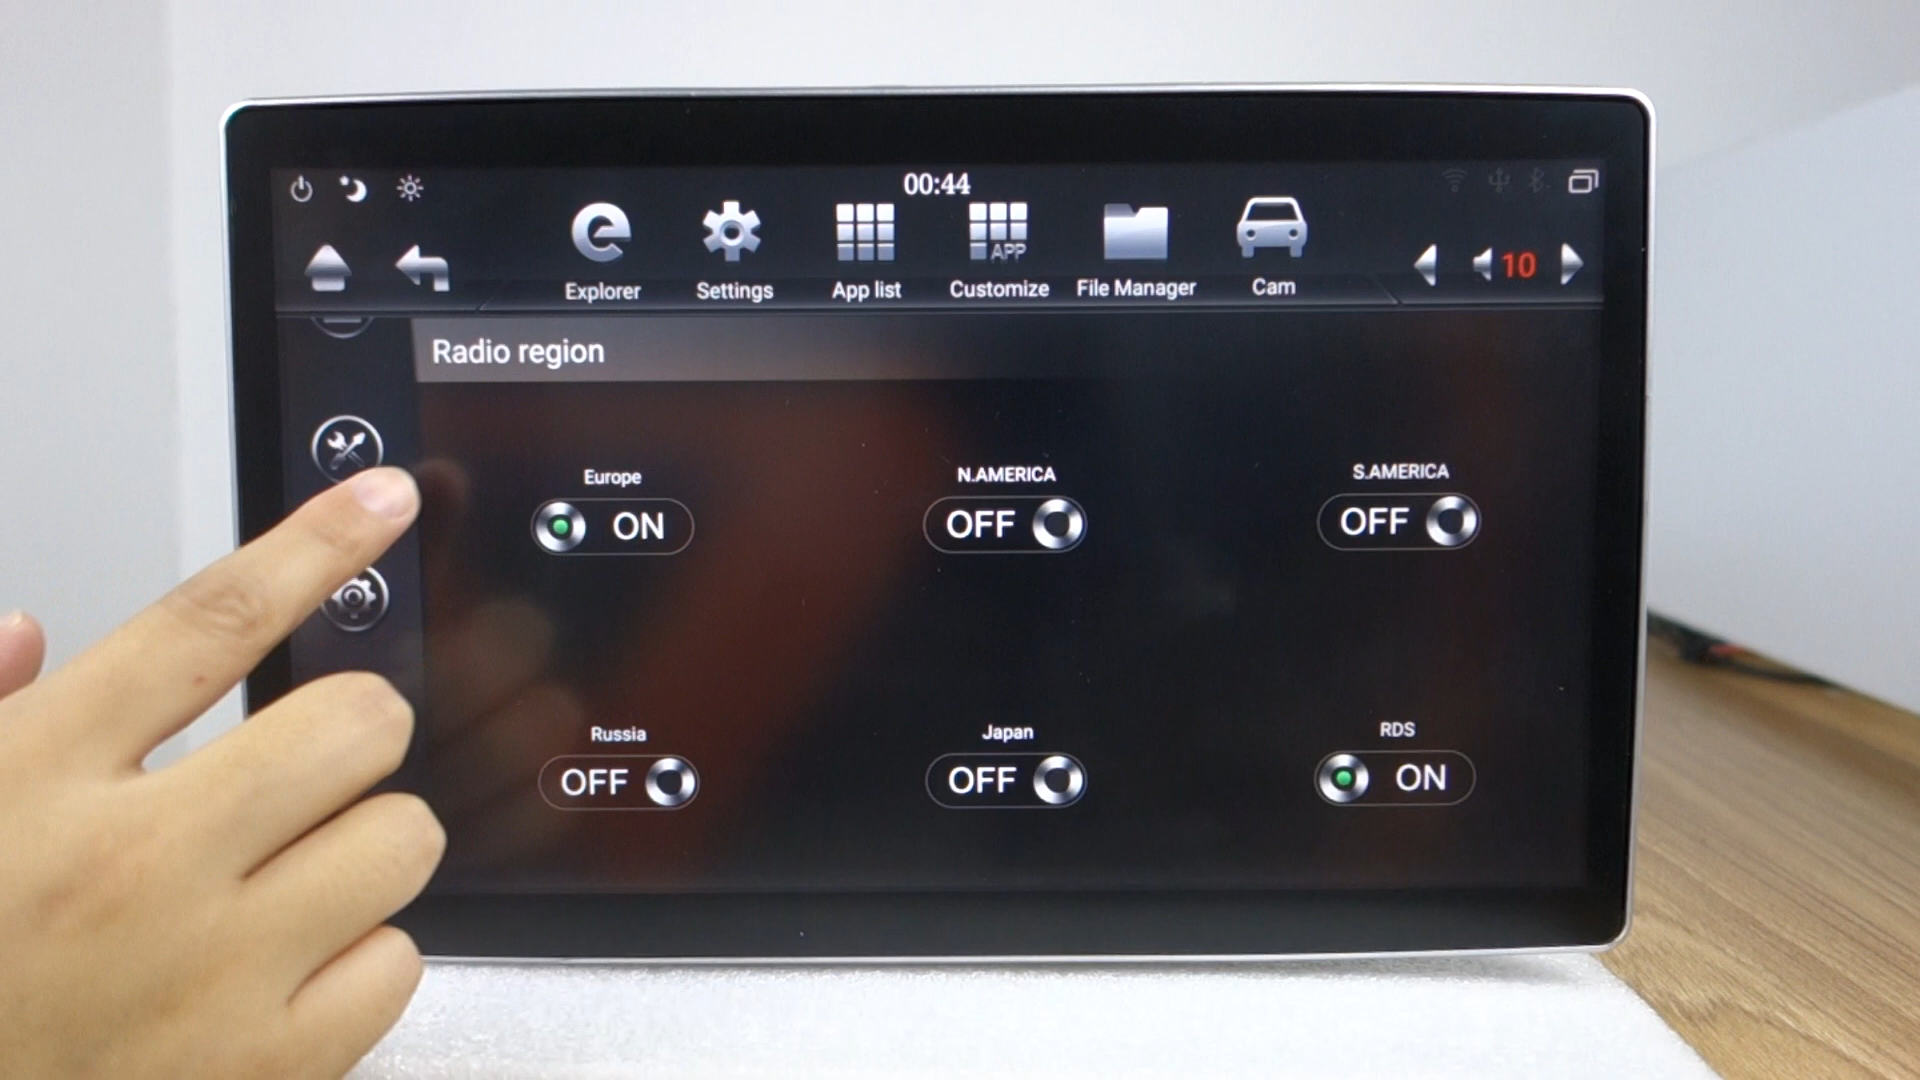 00:44
APP
Explorer Settings App list Customize File Manager Cam
10
Radio region
Europe N.AMERICA S.AMERICA
ON OFF OFF
Russia Japan RDS
OFF OFF ON